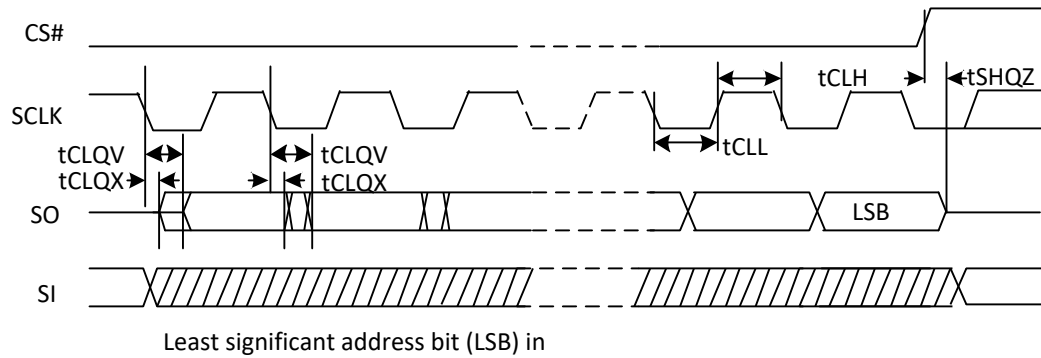 CS#
tCLH
tSHQZ
SCLK
tCLL
tCLQV
tCLQV
tCLQX
tCLQX
SO
LSB
SI
Least significant address bit (LSB) in